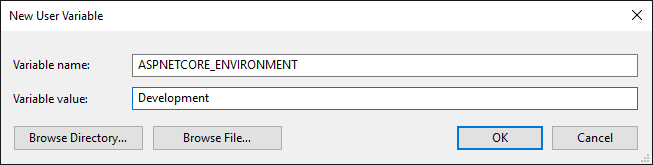 New User Variable
Variable name: ASPNETCORE_ENVIRONMENT
Variable value: Development
Browse Directory... Browse File... OK Cancel